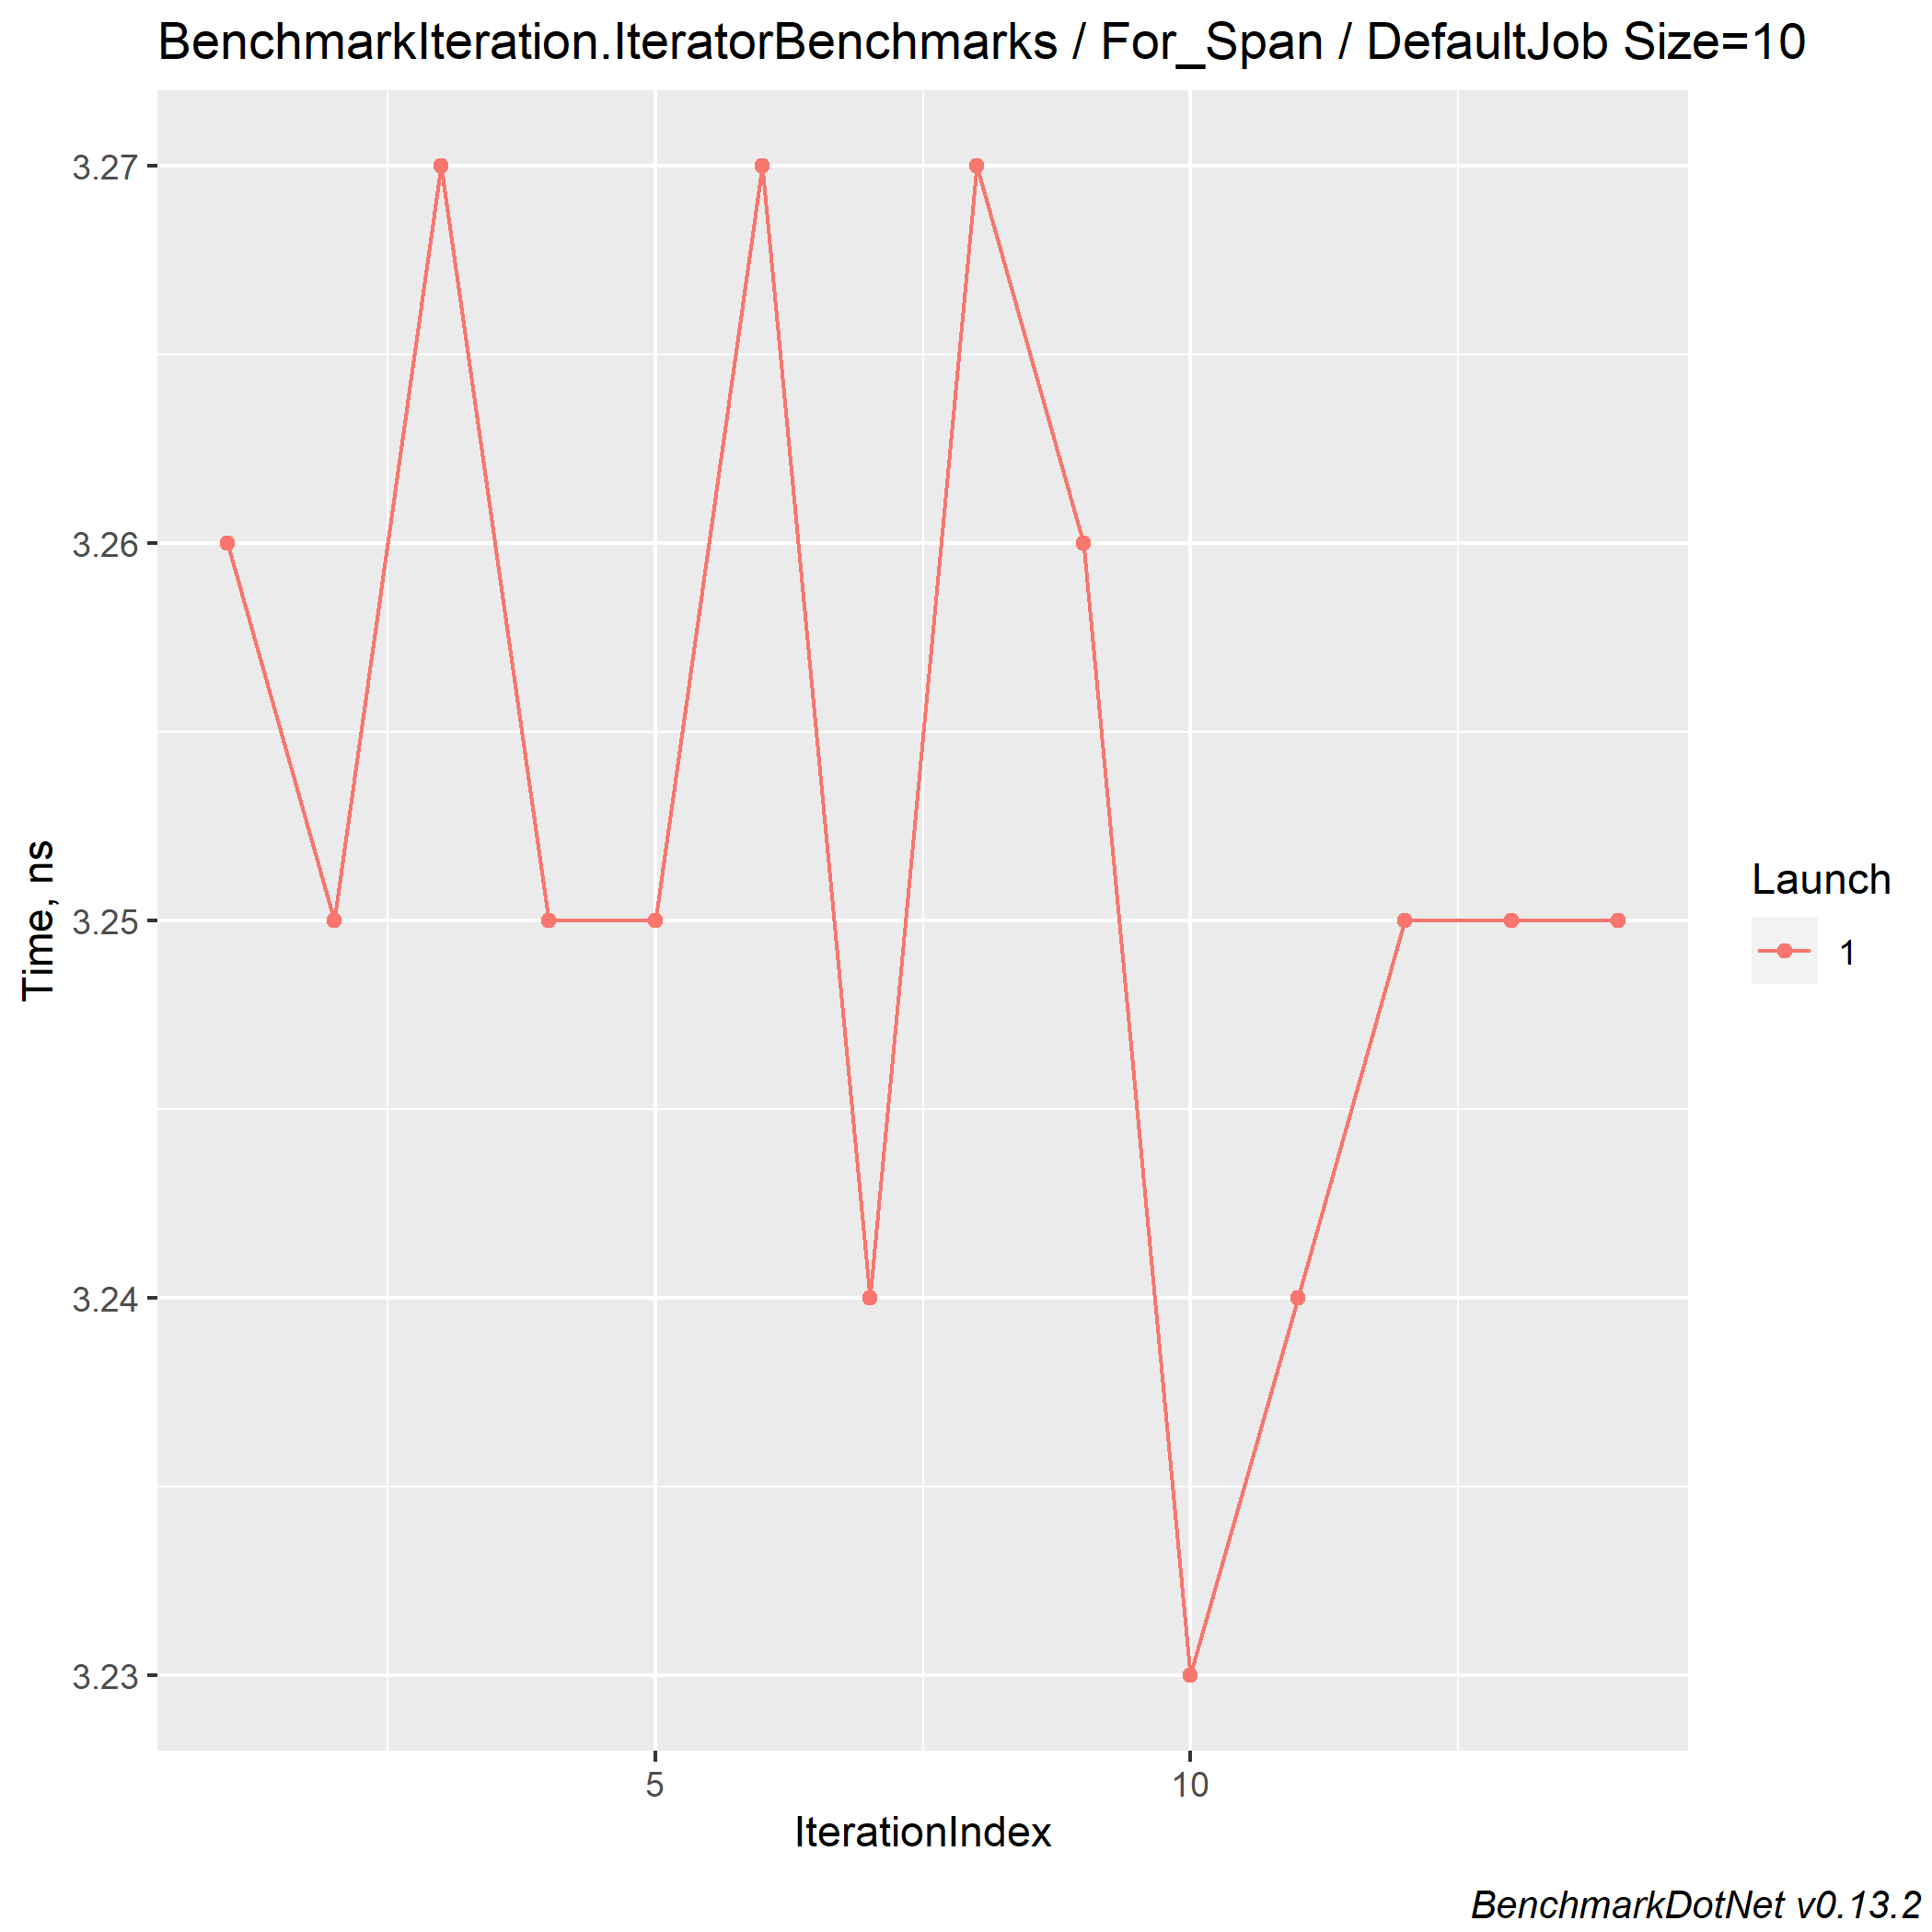 BenchmarkIteration.IteratorBenchmarks / For_Span / DefaultJob Size=10
3.27
3.26
3.25
3.24
3.23
Time, ns
5
10
IterationIndex
Launch
1
BenchmarkDotNet v0.13.2